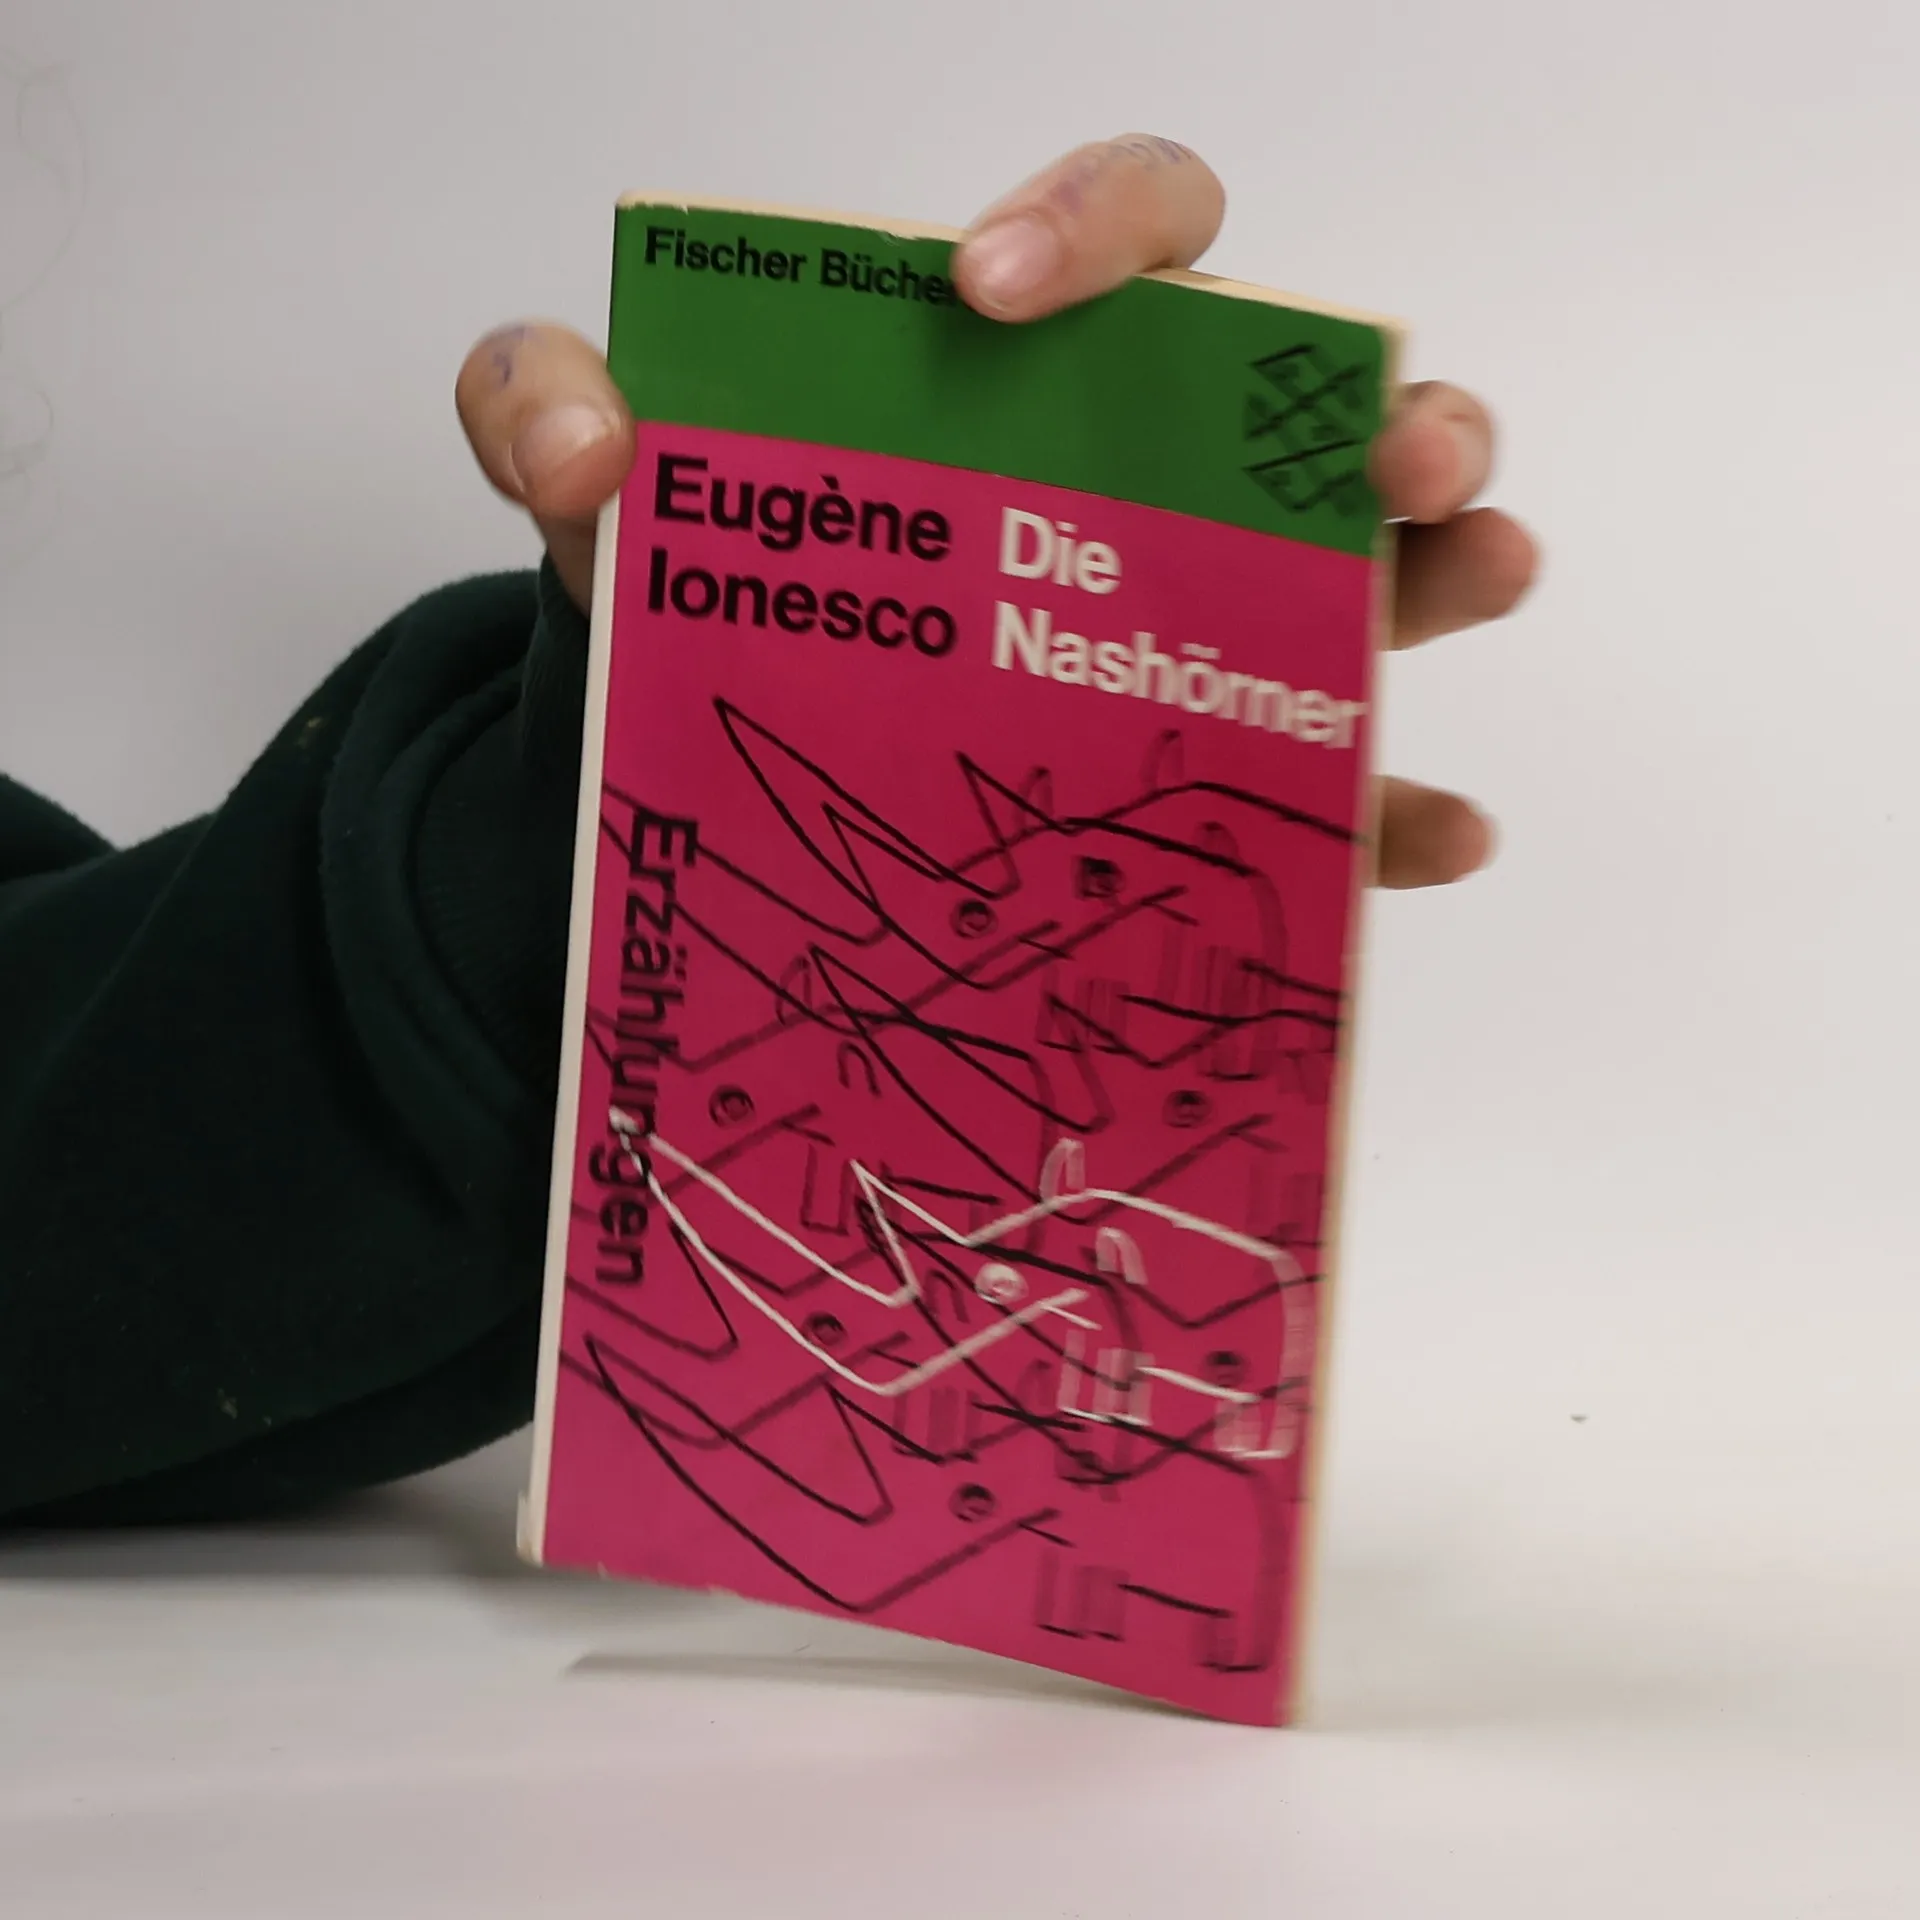 Fischer Bücher
Eugène
Ionesco
Die
Nashörner
Erzählungen